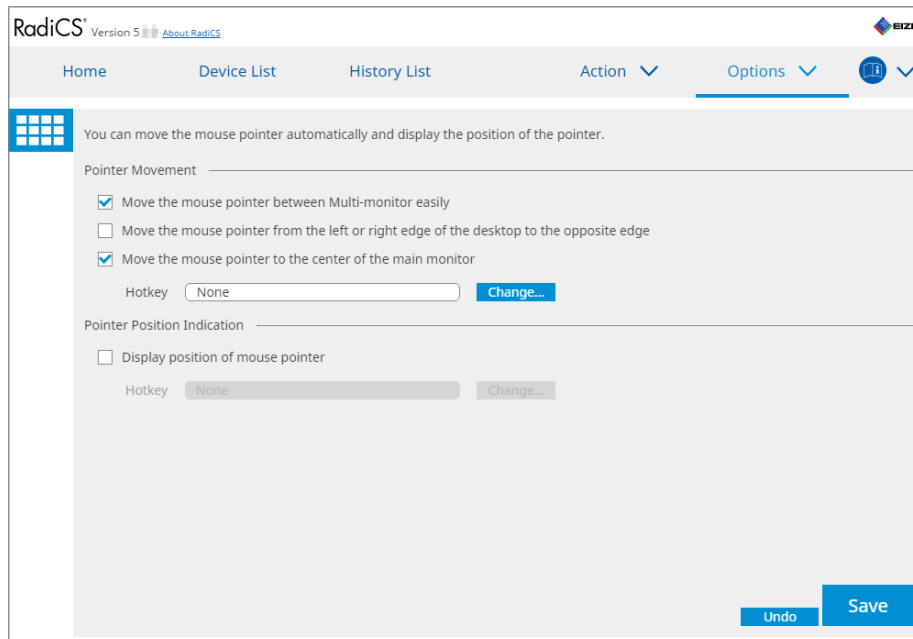 RadiCS® Version 5. About RadiCS
Home Device List History List Action Options
You can move the mouse pointer automatically and display the position of the pointer.
Pointer Movement
Move the mouse pointer between Multi-monitor easily
Move the mouse pointer from the left or right edge of the desktop to the opposite edge
Move the mouse pointer to the center of the main monitor
Hotkey None Change...
Pointer Position Indication
Display position of mouse pointer
Hotkey None Change...
Undo Save